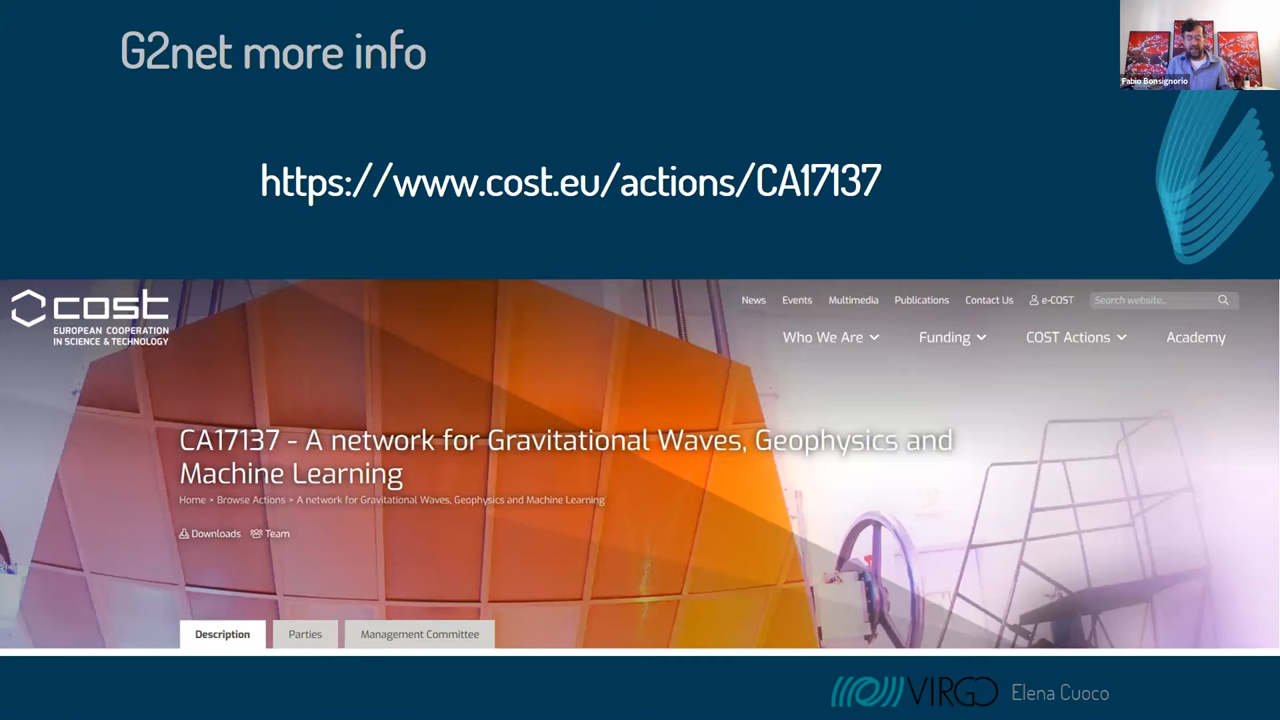 G2net more info
Fabio Bonsignorio
https://www.cost.eu/actions/CA17137
cost
EUROPEAN COOPERATION
IN SCIENCE & TECHNOLOGY
News Events Multimedia Publications Contact Us e-COST Search website...
Who We Are Funding COST Actions Academy
CA17137 - A network for Gravitational Waves, Geophysics and
Machine Learning
Home > Browse Actions > A network for Gravitational Waves, Geophysics and Machine Learning
Downloads Team
Description Parties Management Committee
VIRGO Elena Cuoco